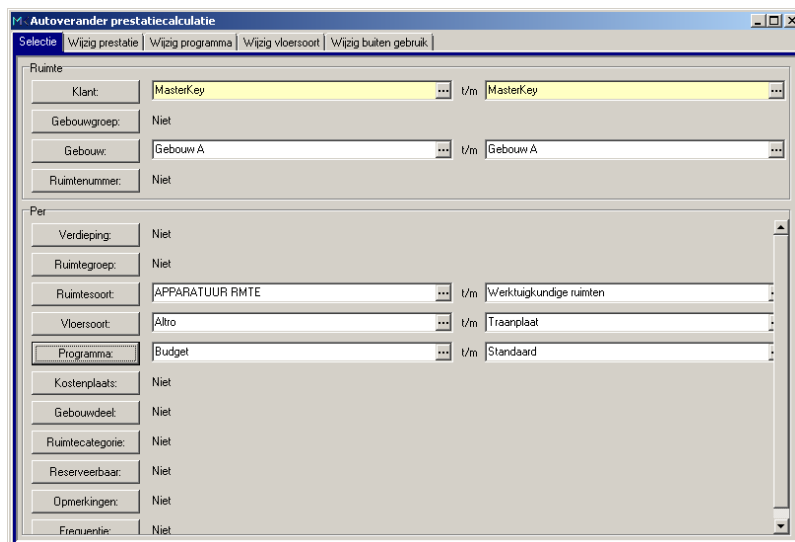 Autoverander prestatiecalculatie
Selectie Wijzig prestatie Wijzig programma Wijzig vloersoort Wijzig buiten gebruik
Ruimte
Klant: MasterKey ... t/m MasterKey ...
Gebouwgroep: Niet
Gebouw: Gebouw A ... t/m Gebouw A ...
Ruimtenummer: Niet
Per
Verdieping: Niet
Ruimtegroep: Niet
Ruimtesoort: APPARATUUR RMTE ... t/m Werktuigkundige ruimten
Vloersoort: Altro ... t/m Traanplaat
Programma: Budget ... t/m Standaard
Kostenplaats: Niet
Gebouwdeel: Niet
Ruimtecategorie: Niet
Reserveerbaar: Niet
Opmerkingen: Niet
Frequentie: Niet